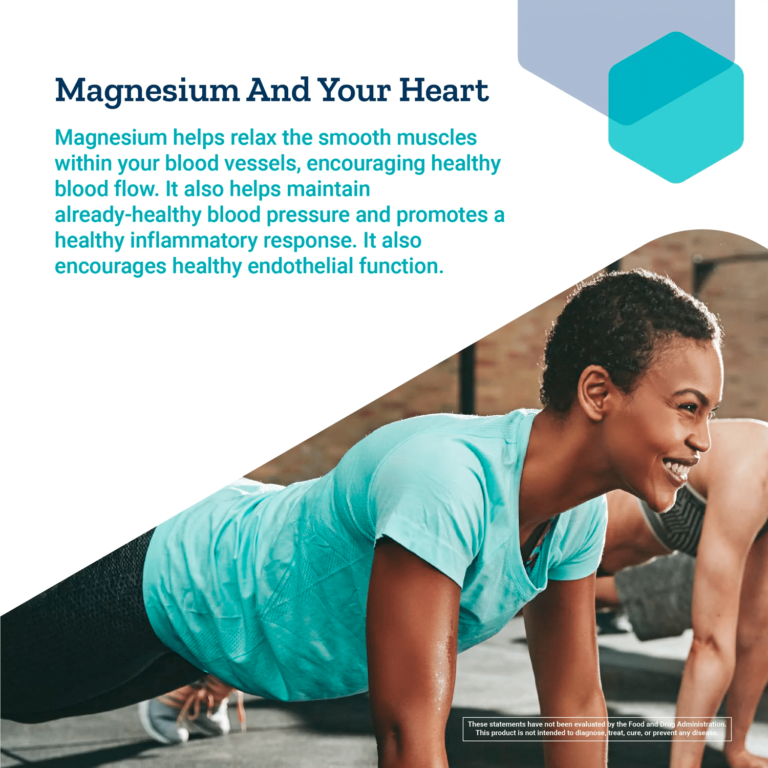 Magnesium And Your Heart
Magnesium helps relax the smooth muscles
within your blood vessels, encouraging healthy
blood flow. It also helps maintain
already-healthy blood pressure and promotes a
healthy inflammatory response. It also
encourages healthy endothelial function.
These statements have not been evaluated by the Food and Drug Administration.
This product is not intended to diagnose, treat, cure, or prevent any disease.